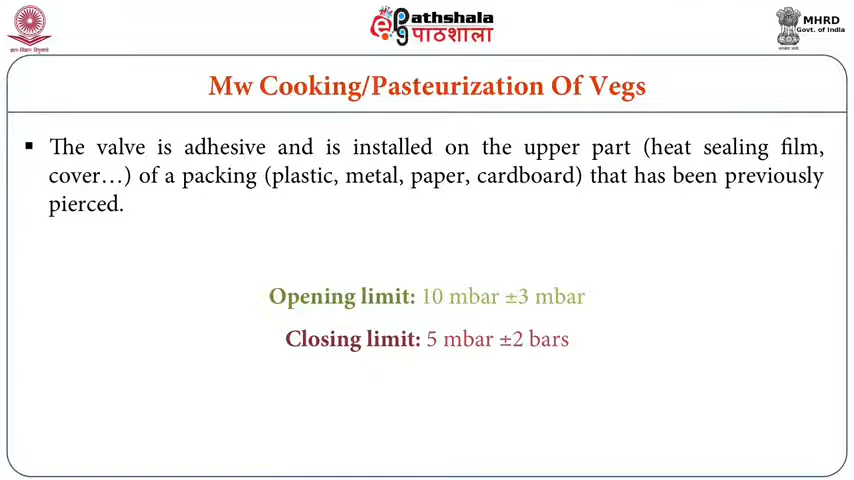 ePathshala
पाठशाला
MHRD
Govt. of India
Mw Cooking/Pasteurization Of Vegs
▪ The valve is adhesive and is installed on the upper part (heat sealing film,
cover…) of a packing (plastic, metal, paper, cardboard) that has been previously
pierced.
Opening limit: 10 mbar ±3 mbar
Closing limit: 5 mbar ±2 bars